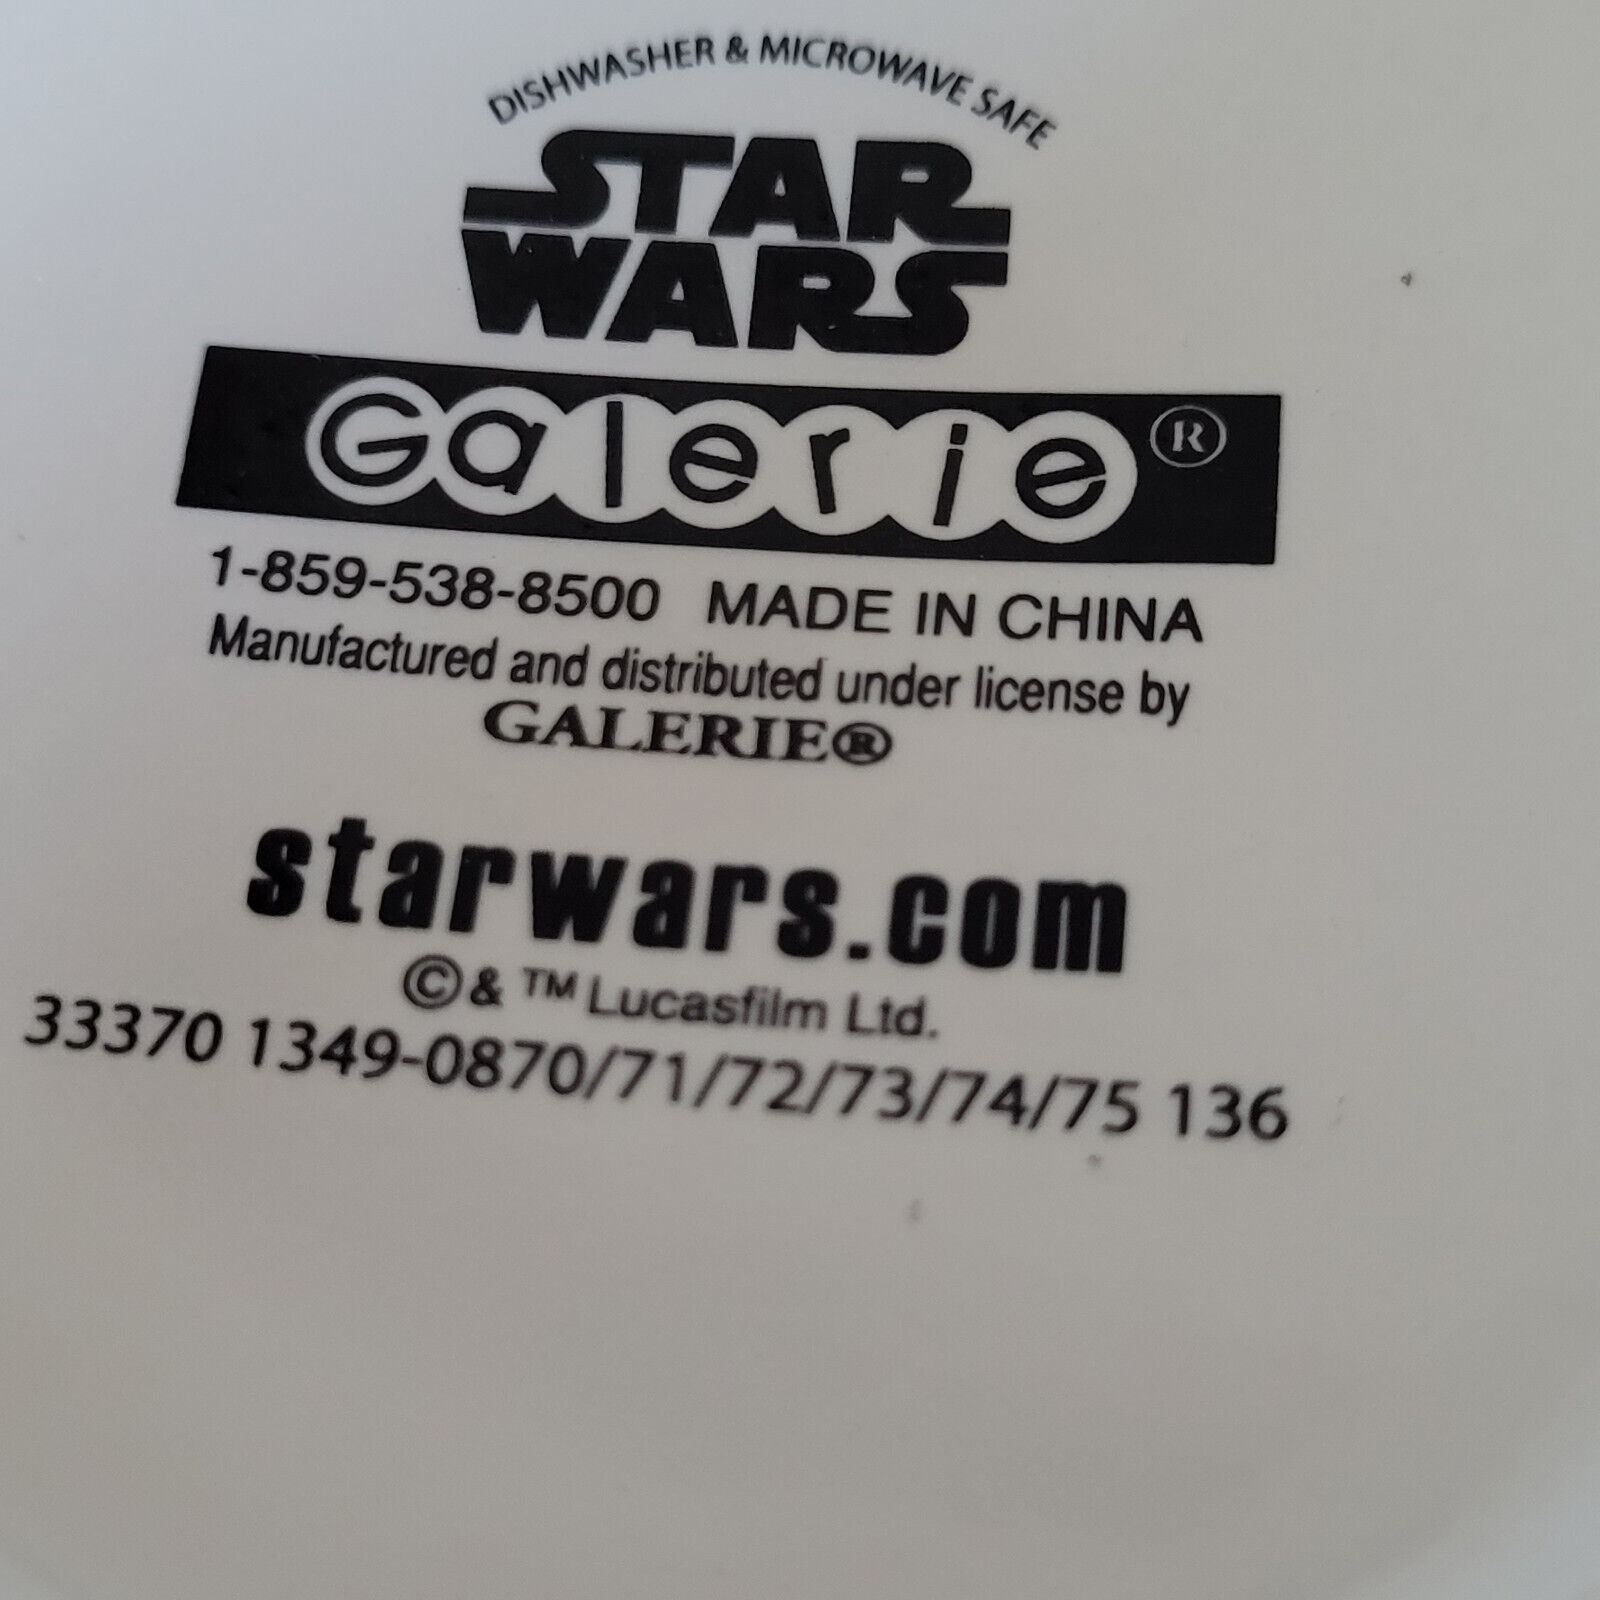 DISHWASHER & MICROWAVE SAFE
STAR
WARS
Galerie®
1-859-538-8500 MADE IN CHINA
Manufactured and distributed under license by
GALERIE®
starwars.com
©& ™ Lucasfilm Ltd.
33370 1349-0870/71/72/73/74/75 136